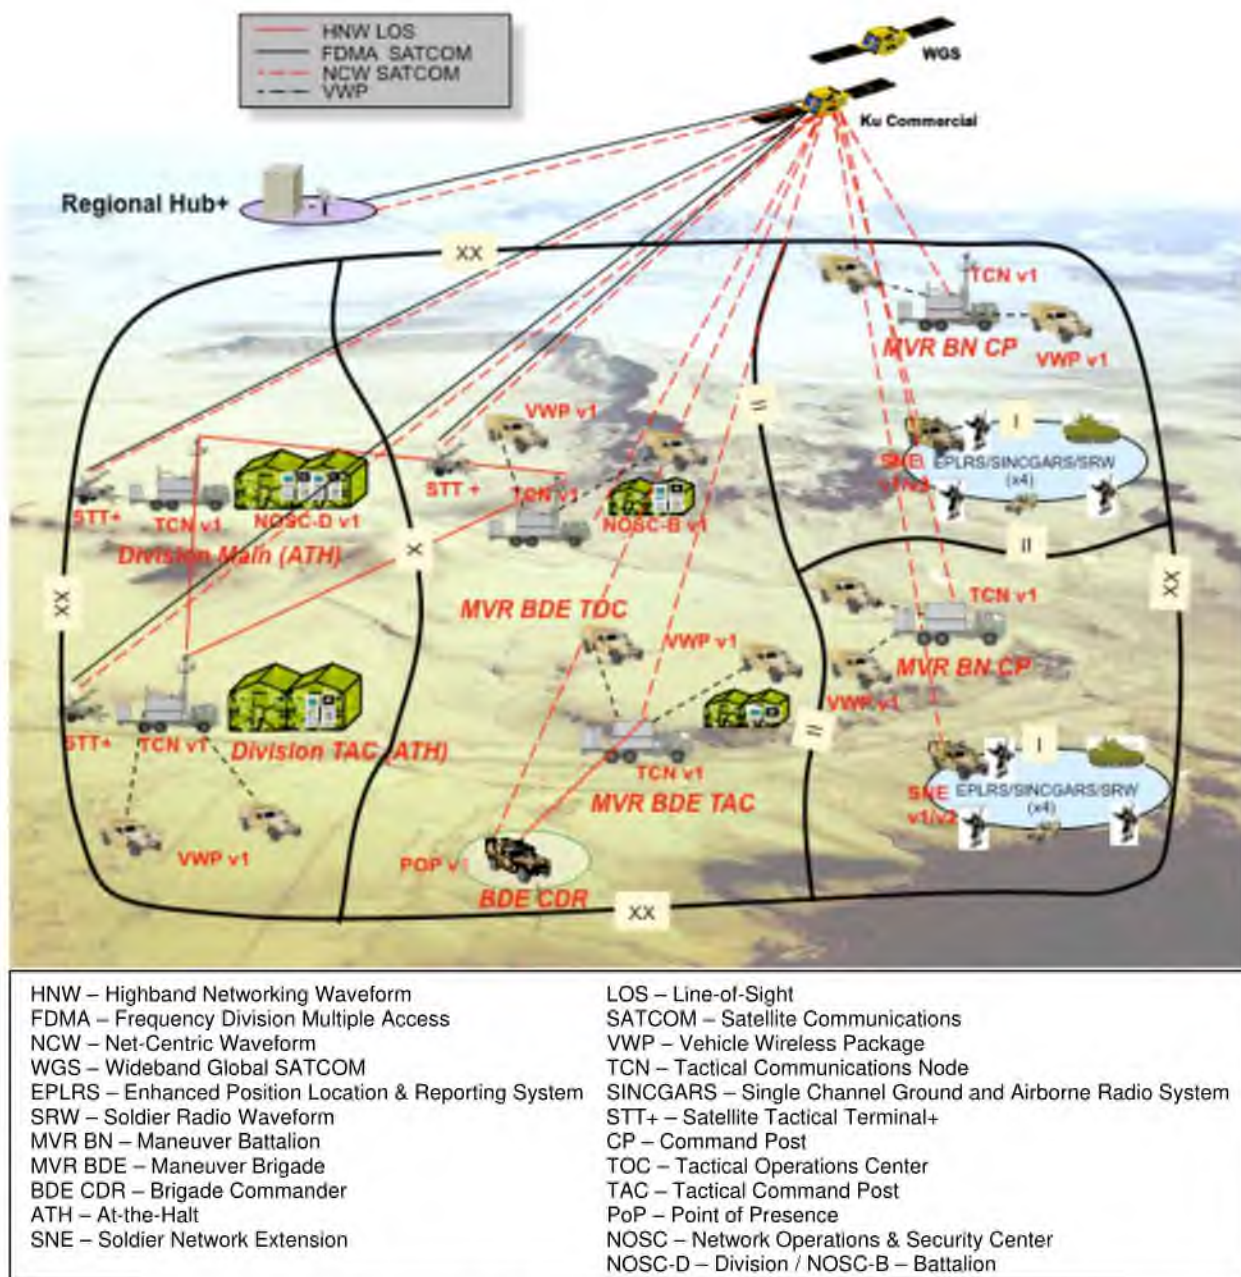 HNW LOS
FDMA SATCOM
NCW SATCOM
VWP
WGS
Ku Commercial
Regional Hub+
XX
TCN v1
MVR BN CP
VWP v1
VWP v1
II
I
SNE
v1/v2
EPLRS/SINCGARS/SRW
(x4)
STT +
TCN v1
NOSC-B v1
STT+
TCN v1
NOSC-D v1
Division Main (ATH)
X
II
XX
XX
MVR BDE TOC
TCN v1
MVR BN CP
VWP v1
VWP v1
STT+
TCN v1
Division TAC (ATH)
II
TCN v1
MVR BDE TAC
I
SNE
v1/v2
EPLRS/SINCGARS/SRW
(x4)
VWP v1
POP v1
BDE CDR
XX
HNW – Highband Networking Waveform
FDMA – Frequency Division Multiple Access
NCW – Net-Centric Waveform
WGS – Wideband Global SATCOM
EPLRS – Enhanced Position Location & Reporting System
SRW – Soldier Radio Waveform
MVR BN – Maneuver Battalion
MVR BDE – Maneuver Brigade
BDE CDR – Brigade Commander
ATH – At-the-Halt
SNE – Soldier Network Extension
LOS – Line-of-Sight
SATCOM – Satellite Communications
VWP – Vehicle Wireless Package
TCN – Tactical Communications Node
SINCGARS – Single Channel Ground and Airborne Radio System
STT+ – Satellite Tactical Terminal+
CP – Command Post
TOC – Tactical Operations Center
TAC – Tactical Command Post
PoP – Point of Presence
NOSC – Network Operations & Security Center
NOSC-D – Division / NOSC-B – Battalion